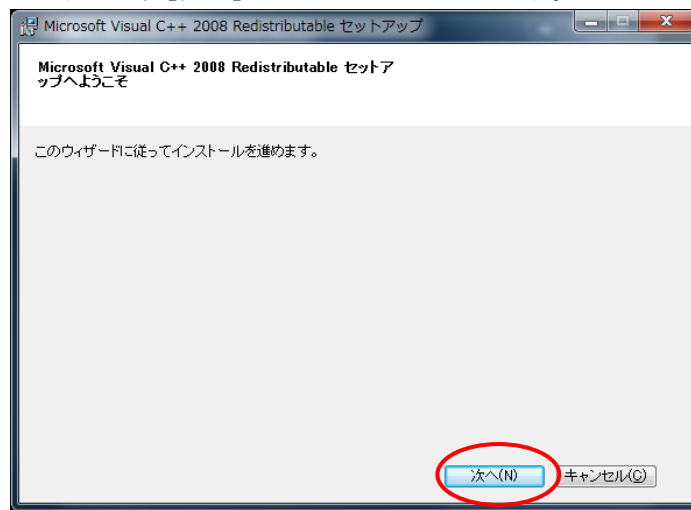 Microsoft Visual C++ 2008 Redistributable セットアップ
Microsoft Visual C++ 2008 Redistributable セットア
ップへようこそ
このウィザードに従ってインストールを進めます。
次へ(N)
キャンセル(C)